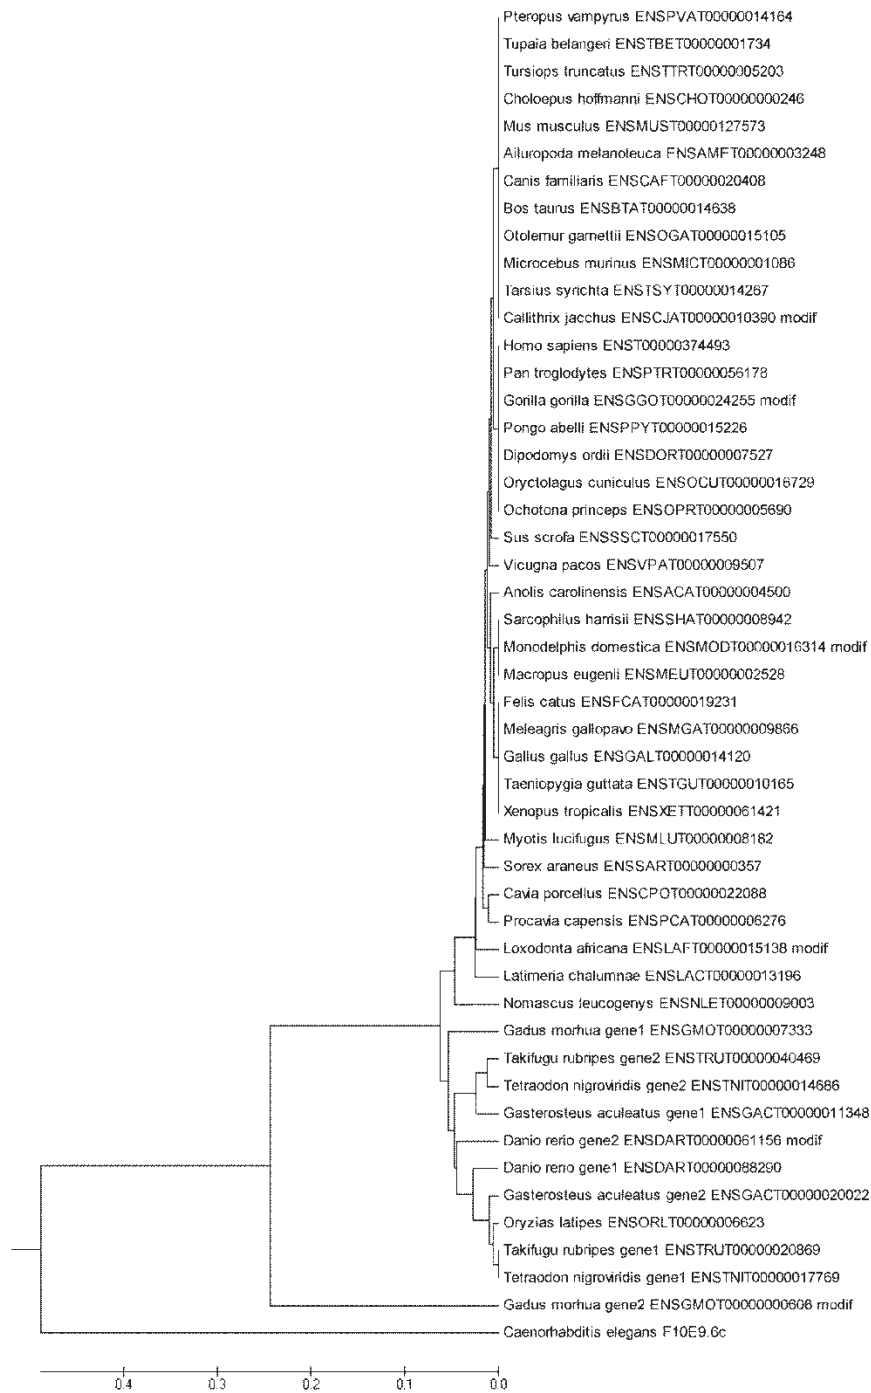 Pteropus vampyrus ENSPVAT00000014164
Tupaia belangeri ENSTBET00000001734
Tursiops truncatus ENSTTRT00000005203
Choloepus hoffmanni ENSCHOT00000000246
Mus musculus ENSMUST00000127573
Ailuropoda melanoleuca ENSAMET00000003248
Canis familiaris ENSCAFT00000020408
Bos taurus ENSBTAT00000014638
Otolemur garnettii ENSOGAT00000015105
Microcebus murinus ENSMICT00000001086
Tarsius syrichta ENSTSYT00000014267
Callithrix jacchus ENSCJAT00000010390 modif
Homo sapiens ENST00000374493
Pan troglodytes ENSPTRT00000056178
Gorilla gorilla ENSGGOT00000024255 modif
Pongo abelli ENSPPYT00000015226
Dipodomys ordii ENSDORT00000007527
Oryctolagus cuniculus ENSOCUT00000016729
Ochotona princeps ENSOPRT00000005690
Sus scrofa ENSSSCT00000017550
Vicugna pacos ENSVPAT00000009507
Anolis carolinensis ENSACAT00000004500
Sarcophilus harrisii ENSSHAT00000008942
Monodelphis domestica ENSMODT00000016314 modif
Macropus eugenii ENSMEUT00000002528
Felis catus ENSFCAT00000019231
Meleagris gallopavo ENSMGAT00000009866
Gallus gallus ENSGALT00000014120
Taeniopygia guttata ENSTGUT00000010165
Xenopus tropicalis ENSXETT00000061421
Myotis lucifugus ENSMLUT00000008182
Sorex araneus ENSSART00000000357
Cavia porcellus ENSCPOT00000022088
Procavia capensis ENSPCAT00000006276
Loxodonta africana ENSLAFT00000015138 modif
Latimeria chalumnae ENSLACT00000013196
Nomascus leucogenys ENSNLET00000009003
Gadus morhua gene1 ENSGMOT00000007333
Takifugu rubripes gene2 ENSTRUT00000040469
Tetraodon nigroviridis gene2 ENSTNIT00000014686
Gasterosteus aculeatus gene1 ENSGACT00000011348
Danio rerio gene2 ENSDART00000061156 modif
Danio rerio gene1 ENSDART00000088290
Gasterosteus aculeatus gene2 ENSGACT00000020022
Oryzias latipes ENSORLT00000006623
Takifugu rubripes gene1 ENSTRUT00000020869
Tetraodon nigroviridis gene1 ENSTNIT00000017769
Gadus morhua gene2 ENSGMOT00000000606 modif
Caenorhabditis elegans F10E9.6c
0.4 0.3 0.2 0.1 0.0